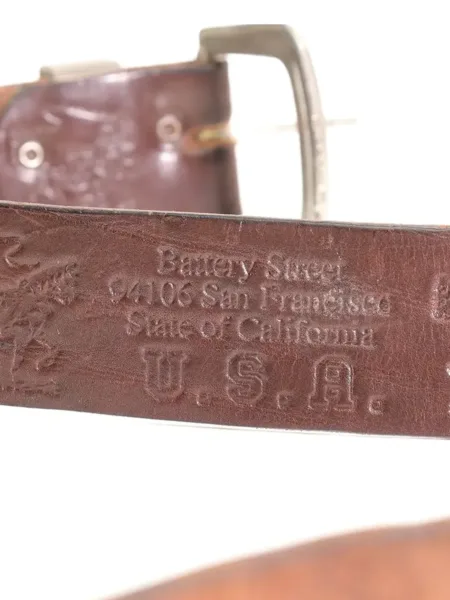 Battery Street
94106 San Francisco
State of California
U.S.A.